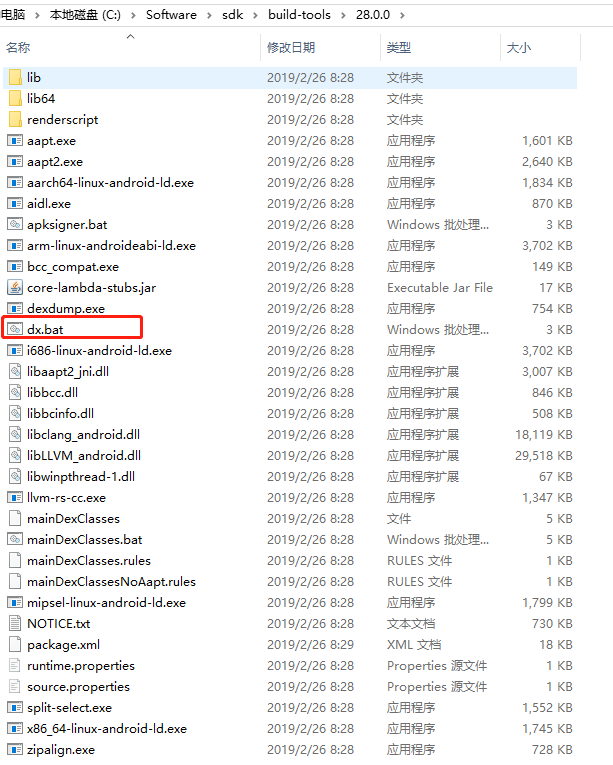 电脑 › 本地磁盘 (C:) › Software › sdk › build-tools › 28.0.0 ›
名称 修改日期 类型 大小
lib 2019/2/26 8:28 文件夹
lib64 2019/2/26 8:28 文件夹
renderscript 2019/2/26 8:28 文件夹
aapt.exe 2019/2/26 8:28 应用程序 1,601 KB
aapt2.exe 2019/2/26 8:28 应用程序 2,640 KB
aarch64-linux-android-ld.exe 2019/2/26 8:28 应用程序 1,834 KB
aidl.exe 2019/2/26 8:28 应用程序 870 KB
apksigner.bat 2019/2/26 8:28 Windows 批处理... 3 KB
arm-linux-androideabi-ld.exe 2019/2/26 8:28 应用程序 3,702 KB
bcc_compat.exe 2019/2/26 8:28 应用程序 149 KB
core-lambda-stubs.jar 2019/2/26 8:28 Executable Jar File 17 KB
dexdump.exe 2019/2/26 8:28 应用程序 754 KB
dx.bat 2019/2/26 8:28 Windows 批处理... 3 KB
i686-linux-android-ld.exe 2019/2/26 8:28 应用程序 3,702 KB
libaapt2_jni.dll 2019/2/26 8:28 应用程序扩展 3,007 KB
libbcc.dll 2019/2/26 8:28 应用程序扩展 846 KB
libbcinfo.dll 2019/2/26 8:28 应用程序扩展 508 KB
libclang_android.dll 2019/2/26 8:28 应用程序扩展 18,119 KB
libLLVM_android.dll 2019/2/26 8:28 应用程序扩展 29,518 KB
libwinpthread-1.dll 2019/2/26 8:28 应用程序扩展 67 KB
llvm-rs-cc.exe 2019/2/26 8:28 应用程序 1,347 KB
mainDexClasses 2019/2/26 8:28 文件 5 KB
mainDexClasses.bat 2019/2/26 8:28 Windows 批处理... 5 KB
mainDexClasses.rules 2019/2/26 8:28 RULES 文件 1 KB
mainDexClassesNoAapt.rules 2019/2/26 8:28 RULES 文件 1 KB
mipsel-linux-android-ld.exe 2019/2/26 8:28 应用程序 1,799 KB
NOTICE.txt 2019/2/26 8:28 文本文档 730 KB
package.xml 2019/2/26 8:29 XML 文档 18 KB
runtime.properties 2019/2/26 8:28 Properties 源文件 1 KB
source.properties 2019/2/26 8:28 Properties 源文件 1 KB
split-select.exe 2019/2/26 8:28 应用程序 1,552 KB
x86_64-linux-android-ld.exe 2019/2/26 8:28 应用程序 1,745 KB
zipalign.exe 2019/2/26 8:28 应用程序 728 KB